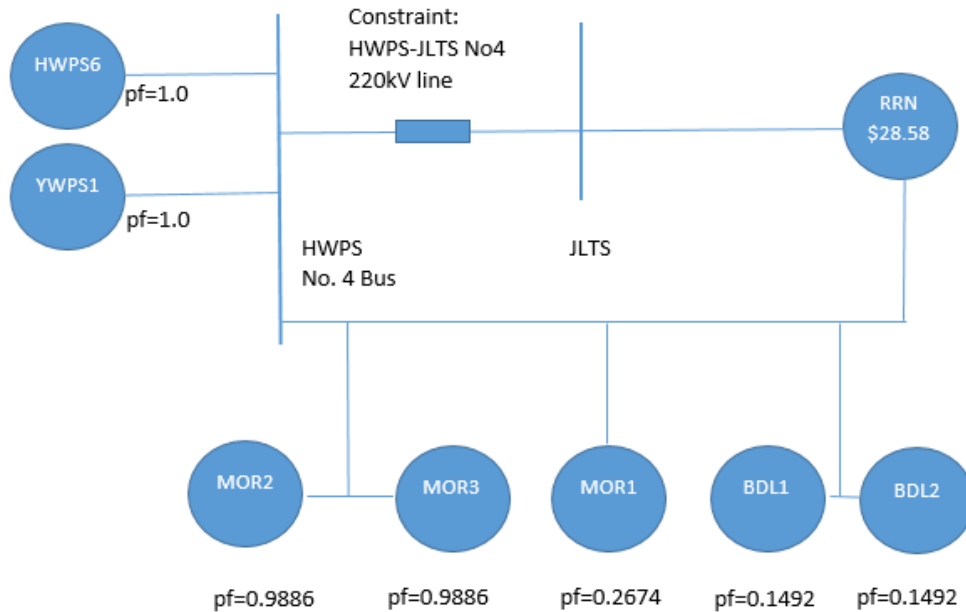 Constraint:
HWPS-JLTS No4
220kV line
HWPS6
pf=1.0
RRN
$28.58
YWPS1
pf=1.0
HWPS
No. 4 Bus
JLTS
MOR2
MOR3
MOR1
BDL1
BDL2
pf=0.9886
pf=0.9886
pf=0.2674
pf=0.1492
pf=0.1492